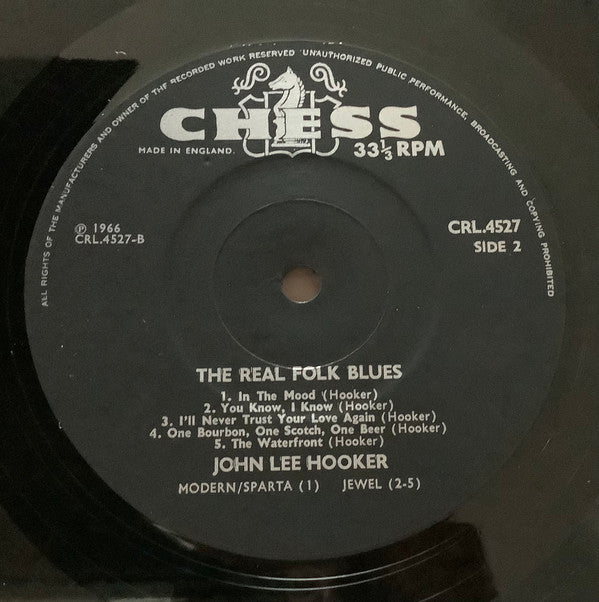 ALL RIGHTS OF THE MANUFACTURERS AND OWNER OF THE RECORDED WORK RESERVED UNAUTHORIZED PUBLIC PERFORMANCE, BROADCASTING AND COPYING PROHIBITED
CHESS
MADE IN ENGLAND.
33⅓ RPM
℗ 1966
CRL.4527-B
CRL.4527
SIDE 2
THE REAL FOLK BLUES
1. In The Mood (Hooker)
2. You Know, I Know (Hooker)
3. I'll Never Trust Your Love Again (Hooker)
4. One Bourbon, One Scotch, One Beer (Hooker)
5. The Waterfront (Hooker)
JOHN LEE HOOKER
MODERN/SPARTA (1) JEWEL (2-5)